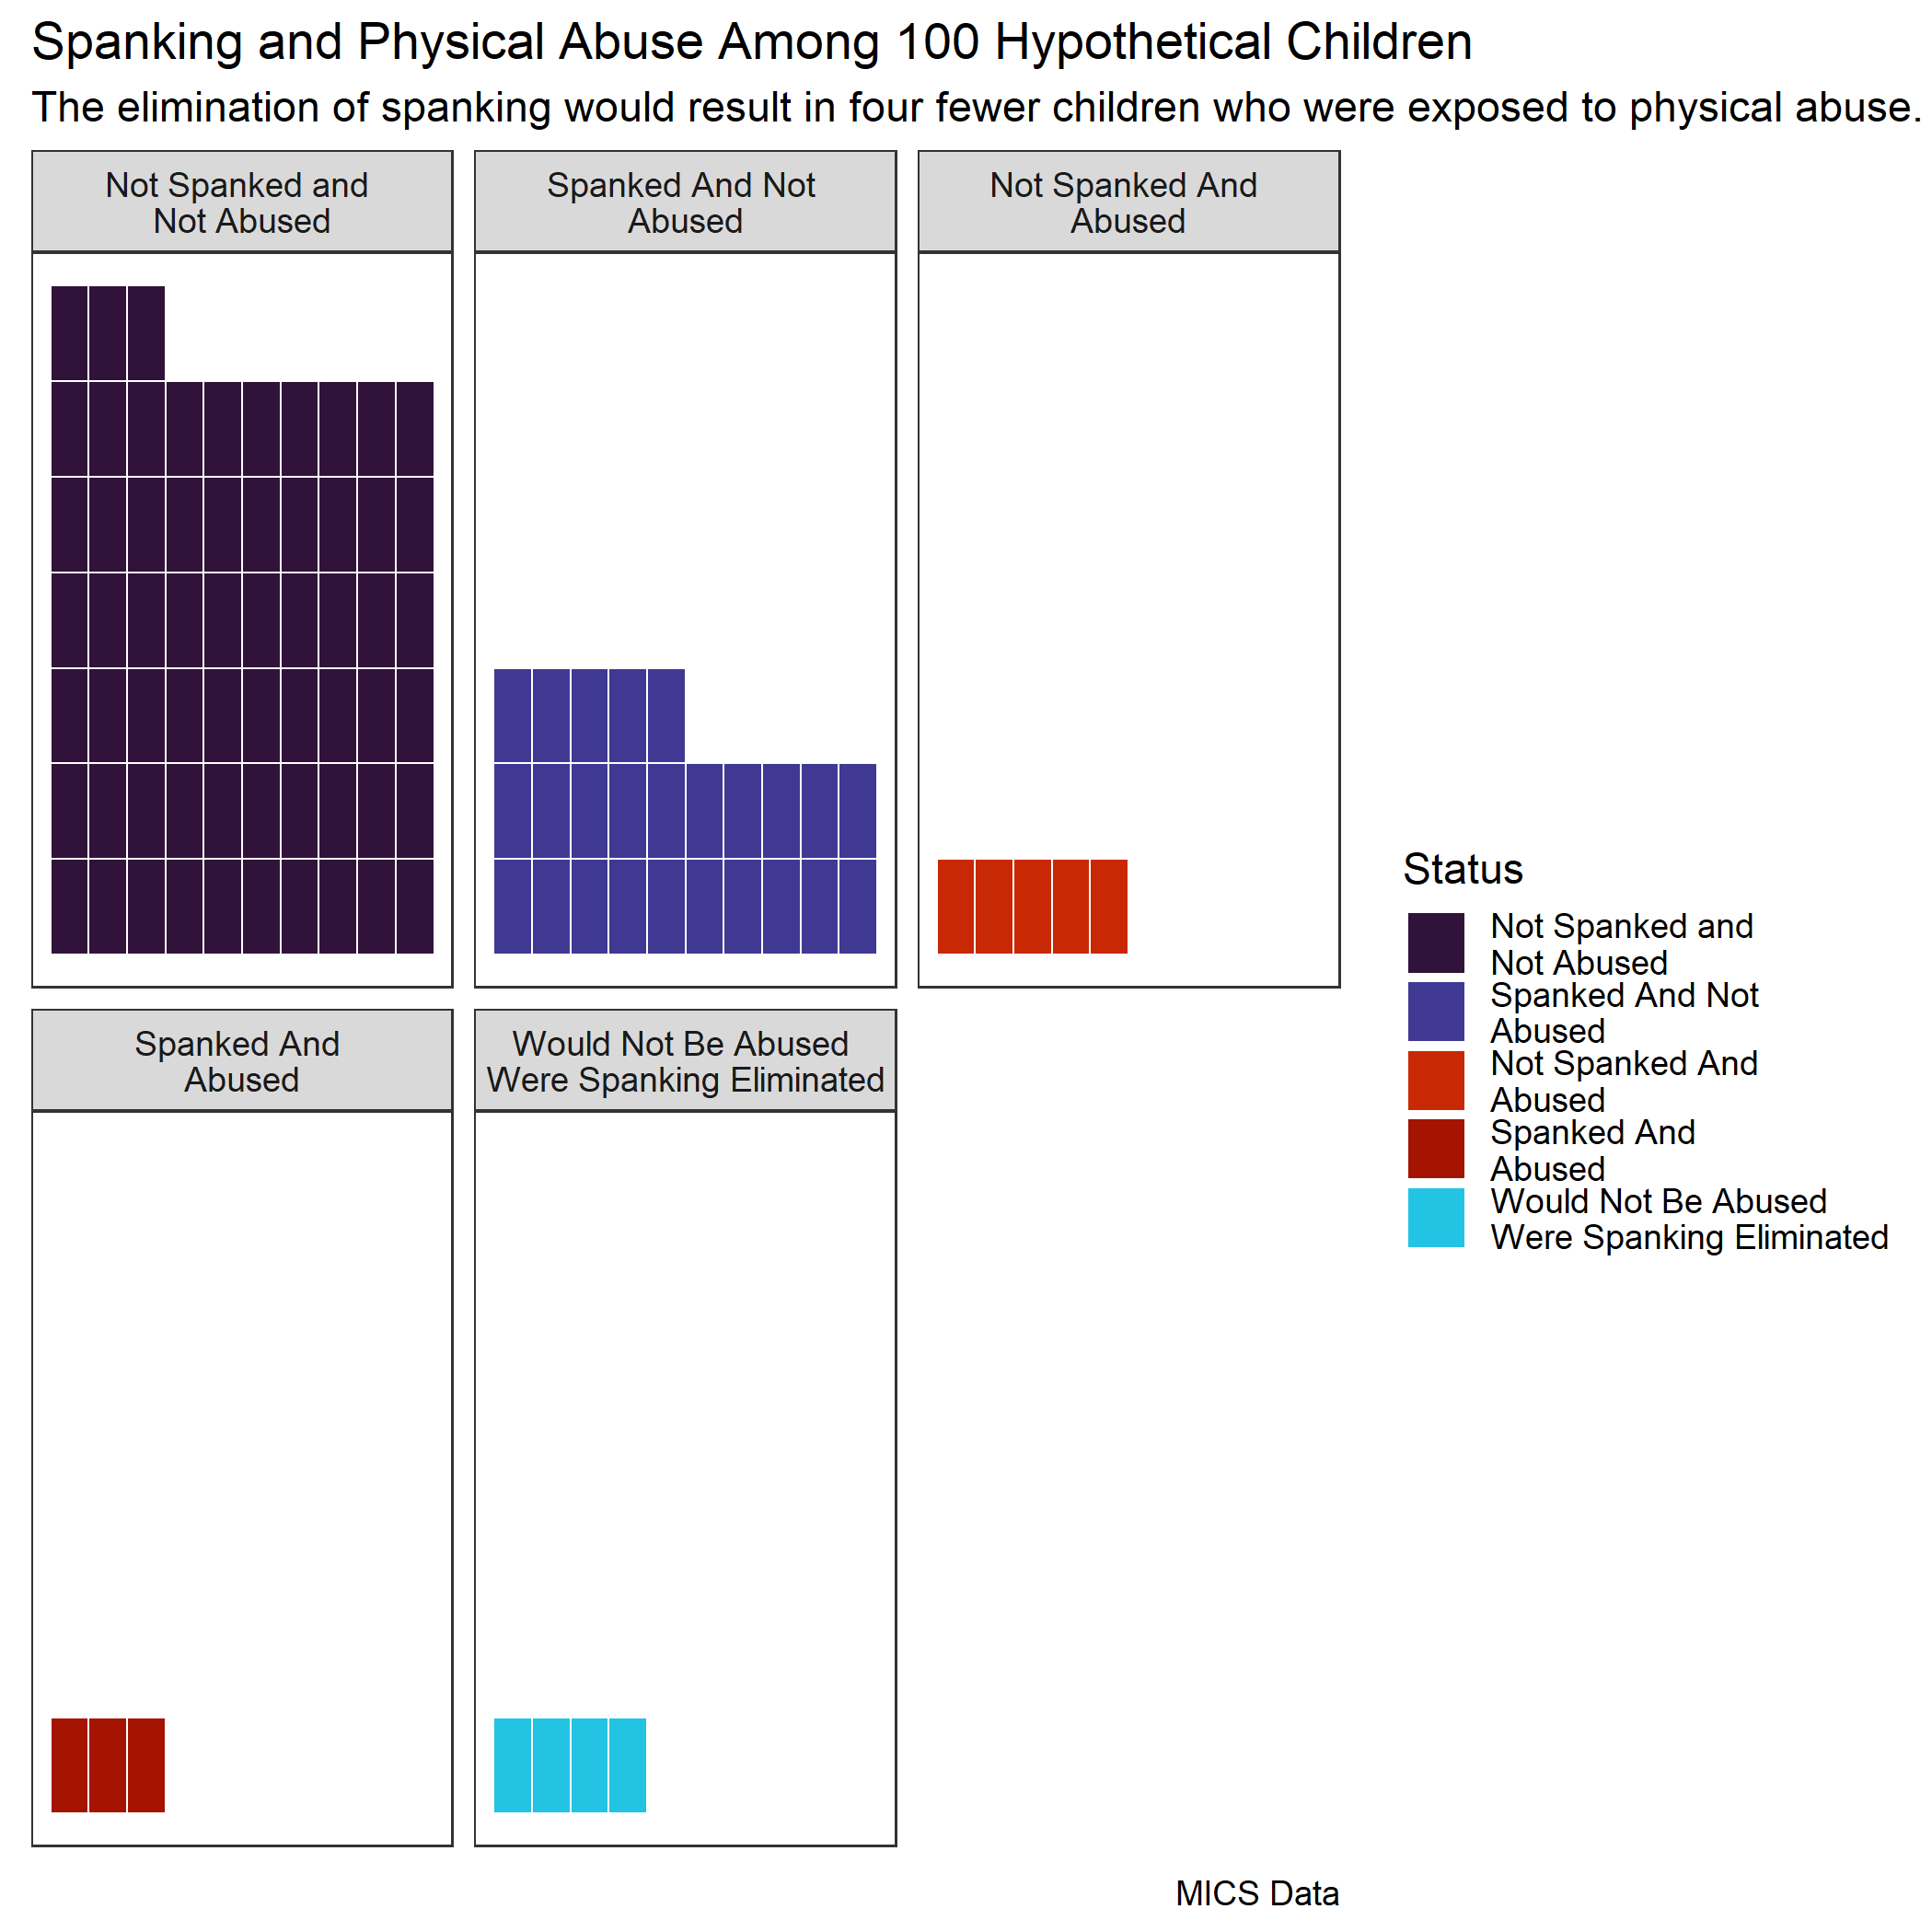 Spanking and Physical Abuse Among 100 Hypothetical Children
The elimination of spanking would result in four fewer children who were exposed to physical abuse.
Not Spanked and
Not Abused
Spanked And Not
Abused
Not Spanked And
Abused
Spanked And
Abused
Would Not Be Abused
Were Spanking Eliminated
Status
Not Spanked and
Not Abused
Spanked And Not
Abused
Not Spanked And
Abused
Spanked And
Abused
Would Not Be Abused
Were Spanking Eliminated
MICS Data